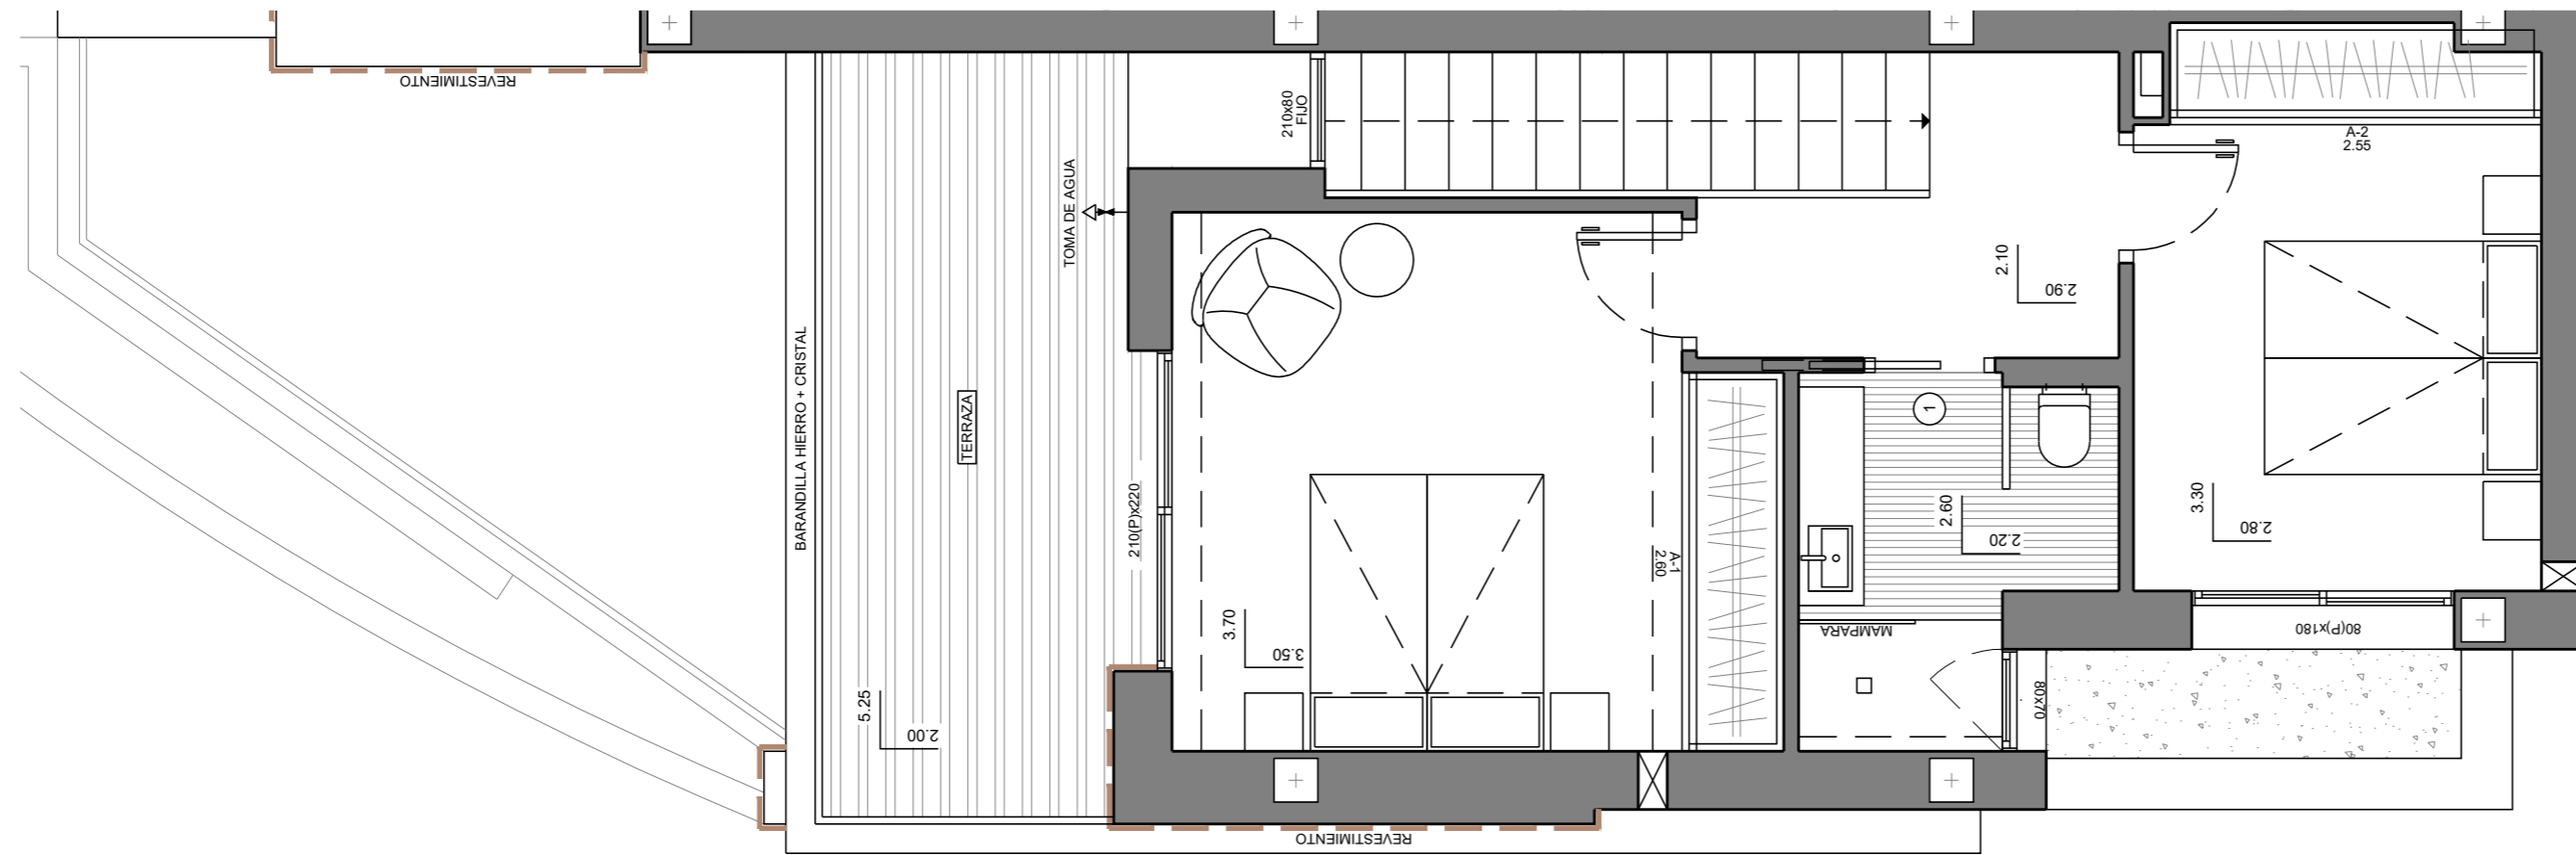 REVESTIMIENTO
210x80
FIJO
TOMA DE AGUA
A-2
2.55
2.10
2.90
BARANDILLA HIERRO + CRISTAL
TERRAZA
1
210(P)x220
3.30
2.80
2.60
2.20
A-1
2.60
3.70
3.50
MAMPARA
80(P)x180
80x70
5.25
2.00
REVESTIMIENTO